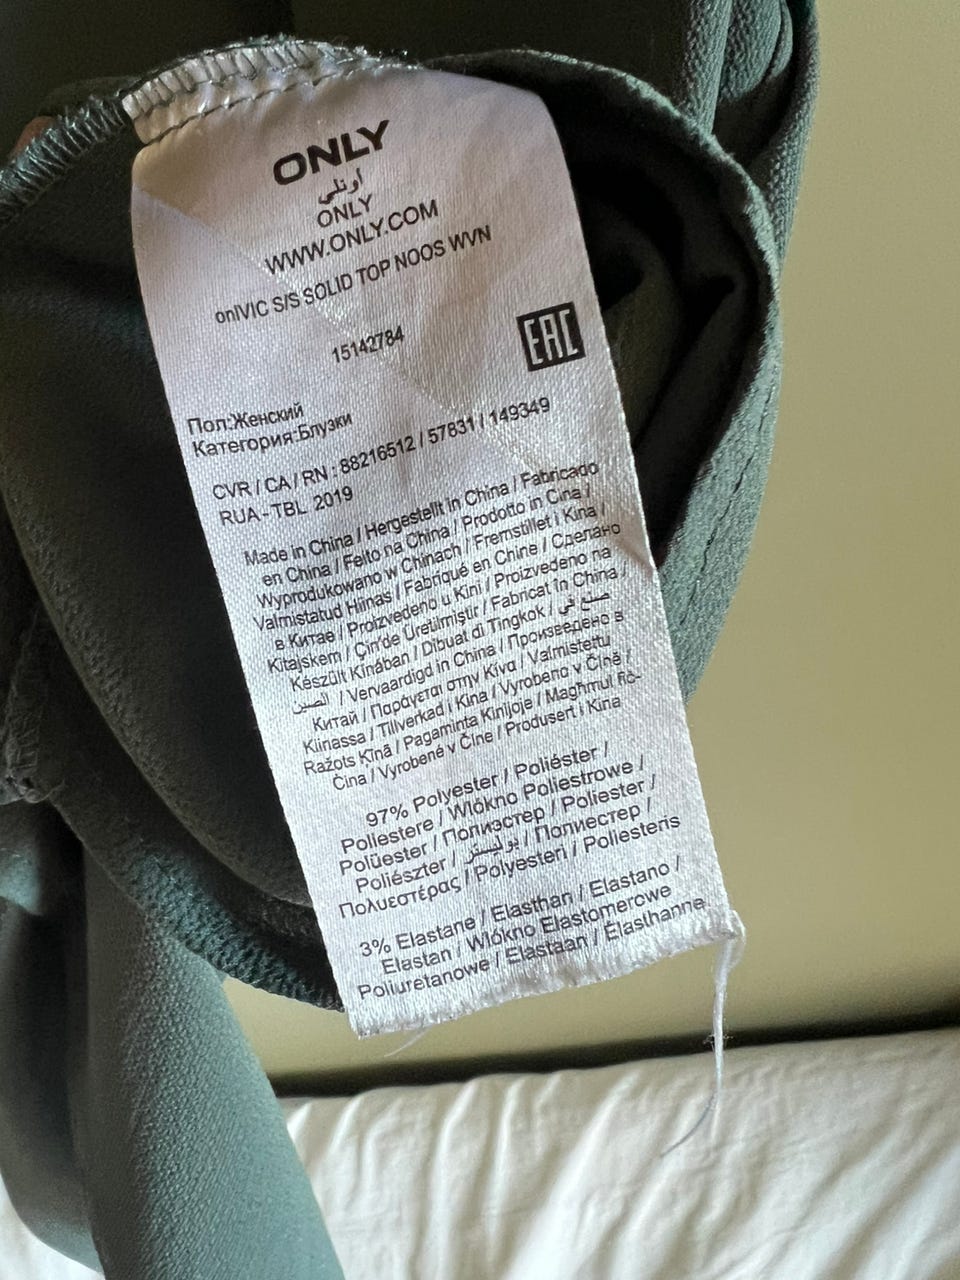 ONLY
أونلي
ONLY
WWW.ONLY.COM
onlVIC S/S SOLID TOP NOOS WVN
15142784
EAC
Пол:Женский
Категория:Блузки
CVR / CA / RN : 88216512 / 57831 / 149349
RUA - TBL 2019
Made in China / Hergestellt in China / Fabricado
en China / Feito na China / Prodotto in Cina /
Wyprodukowano w Chinach / Fremstillet i Kina /
Valmistatud Hiinas / Fabriqué en Chine / Сделано
в Китае / Proizvedeno u Kini / Proizvedeno na
Kitajskem / Çin'de Üretilmiştir / Fabricat în China /
Készült Kínában / Dibuat di Tingkok / صنع في
الصين / Vervaardigd in China / Произведено в
Китай / Παράγεται στην Κίνα / Valmistettu
Kiinassa / Tillverkad i Kina / Vyrobeno v Číně /
Ražots Ķīnā / Pagaminta Kinijoje / Magħmul fiċ-
Ċina / Vyrobené v Číne / Produsert i Kina
97% Polyester / Poliéster /
Poliestere / Włókno Poliestrowe /
Polüester / Полиэстер / Poliester /
Poliészter / بوليستر / Полиестер /
Πολυεστέρας / Polyesteri / Poliesteris
3% Elastane / Elasthan / Elastano /
Elastan / Włókno Elastomerowe
Poliuretanowe / Elastaan / Élasthanne